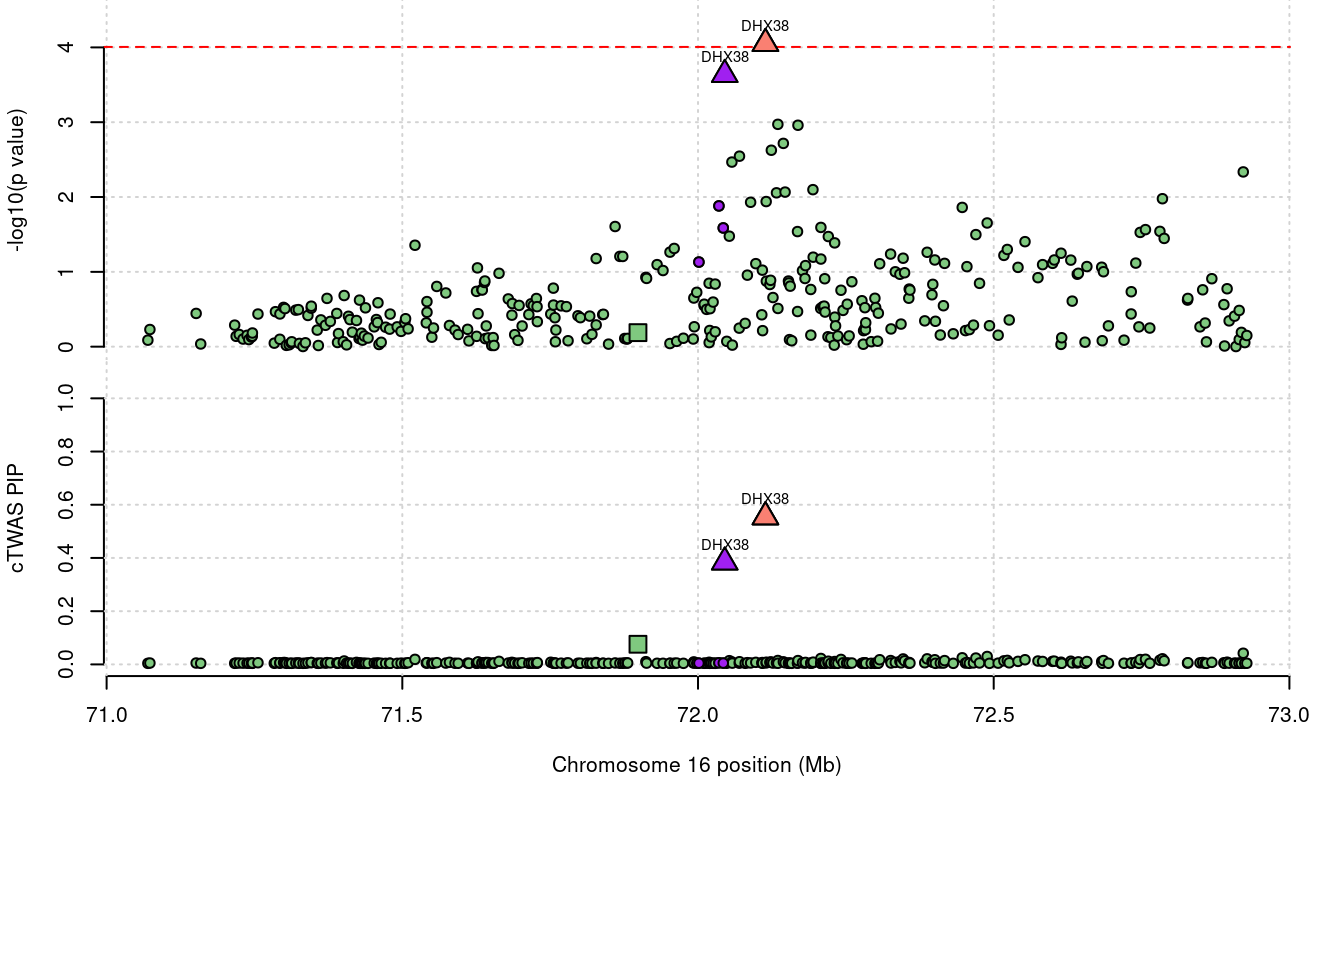 DHX38
DHX38
-log10(p value)
4
3
2
1
0
DHX38
DHX38
cTWAS PIP
1.0
0.8
0.6
0.4
0.2
0.0
71.0 71.5 72.0 72.5 73.0
Chromosome 16 position (Mb)